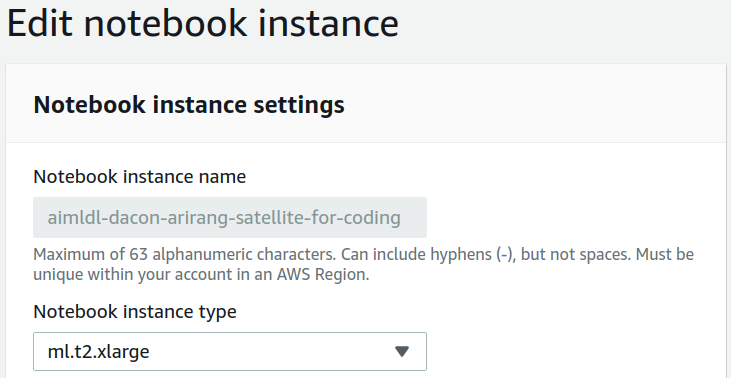 Edit notebook instance
Notebook instance settings
Notebook instance name
aimldl-dacon-arirang-satellite-for-coding
Maximum of 63 alphanumeric characters. Can include hyphens (-), but not spaces. Must be
unique within your account in an AWS Region.
Notebook instance type
ml.t2.xlarge